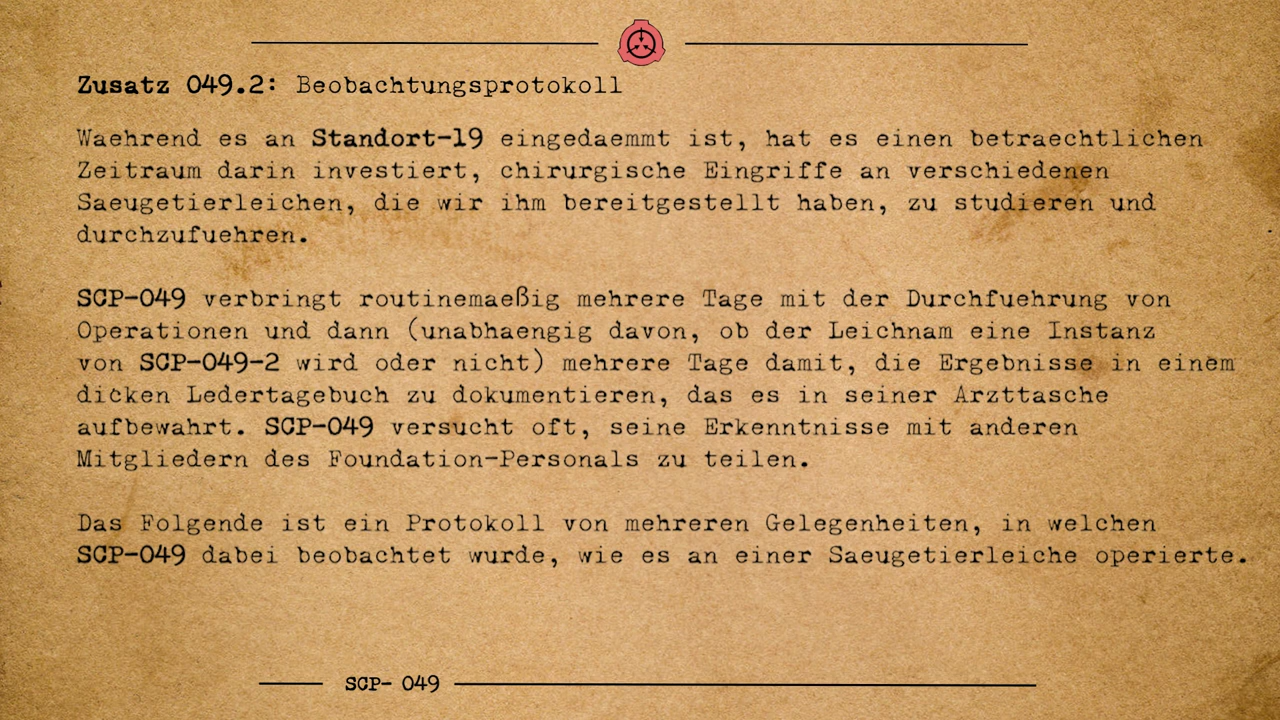 Zusatz 049.2: Beobachtungsprotokoll
Waehrend es an Standort-19 eingedaemmt ist, hat es einen betraechtlichen
Zeitraum darin investiert, chirurgische Eingriffe an verschiedenen
Saeugetierleichen, die wir ihm bereitgestellt haben, zu studieren und
durchzufuehren.
SCP-049 verbringt routinemaeßig mehrere Tage mit der Durchfuehrung von
Operationen und dann (unabhaengig davon, ob der Leichnam eine Instanz
von SCP-049-2 wird oder nicht) mehrere Tage damit, die Ergebnisse in einem
dicken Ledertagebuch zu dokumentieren, das es in seiner Arzttasche
aufbewahrt. SCP-049 versucht oft, seine Erkenntnisse mit anderen
Mitgliedern des Foundation-Personals zu teilen.
Das Folgende ist ein Protokoll von mehreren Gelegenheiten, in welchen
SCP-049 dabei beobachtet wurde, wie es an einer Saeugetierleiche operierte.
SCP- 049